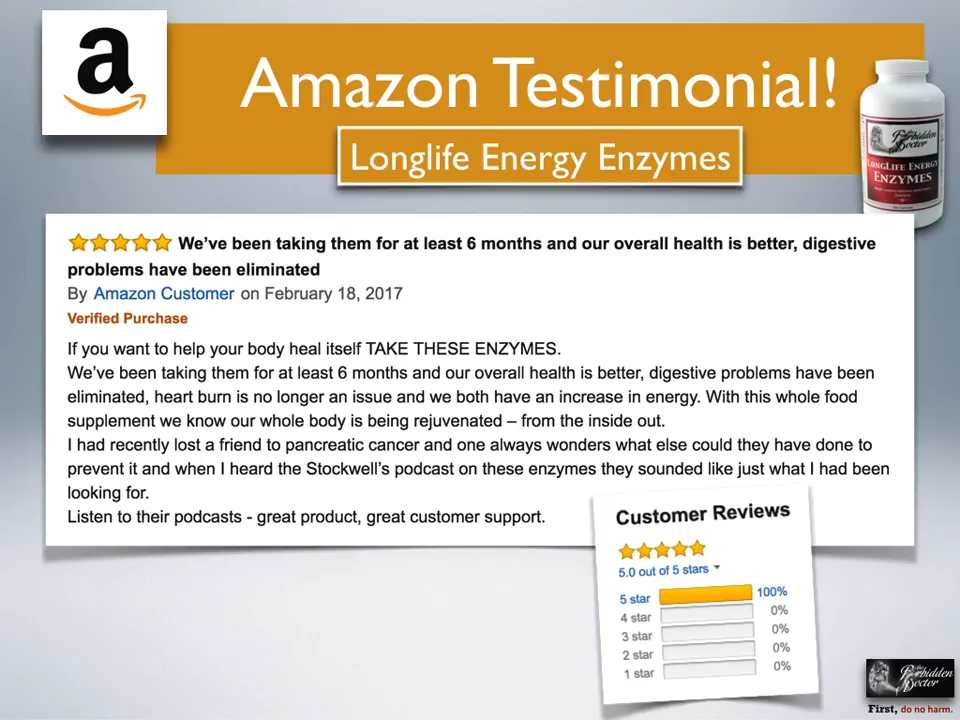 a
Amazon Testimonial!
Longlife Energy Enzymes
the
Forbidden
Doctor
LongLife Energy
Enzymes
We've been taking them for at least 6 months and our overall health is better, digestive
problems have been eliminated
By Amazon Customer on February 18, 2017
Verified Purchase
If you want to help your body heal itself TAKE THESE ENZYMES.
We've been taking them for at least 6 months and our overall health is better, digestive problems have been
eliminated, heart burn is no longer an issue and we both have an increase in energy. With this whole food
supplement we know our whole body is being rejuvenated – from the inside out.
I had recently lost a friend to pancreatic cancer and one always wonders what else could they have done to
prevent it and when I heard the Stockwell's podcast on these enzymes they sounded like just what I had been
looking for.
Listen to their podcasts - great product, great customer support.
Customer Reviews
5.0 out of 5 stars
5 star 100%
4 star 0%
3 star 0%
2 star 0%
1 star 0%
the
Forbidden
Doctor
First, do no harm.